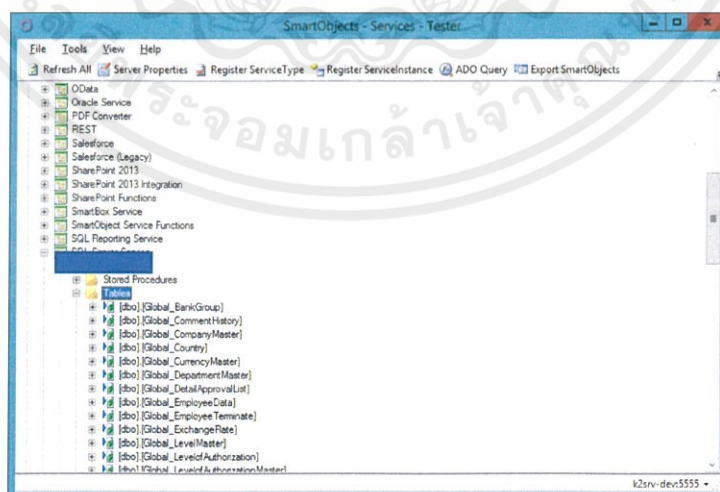 SmartObjects - Services - Tester
File Tools View Help
Refresh All Server Properties Register ServiceType Register ServiceInstance ADO Query Export SmartObjects
OData
Oracle Service
PDF Converter
REST
Salesforce
Salesforce (Legacy)
SharePoint 2013
SharePoint 2013 Integration
SharePoint Functions
SmartBox Service
SmartObject Service Functions
SQL Reporting Service
Stored Procedures
Tables
[dbo].[Global_BankGroup]
[dbo].[Global_CommentHistory]
[dbo].[Global_CompanyMaster]
[dbo].[Global_Country]
[dbo].[Global_CurrencyMaster]
[dbo].[Global_DepartmentMaster]
[dbo].[Global_DetailApprovalList]
[dbo].[Global_EmployeeData]
[dbo].[Global_EmployeeTerminate]
[dbo].[Global_ExchangeRate]
[dbo].[Global_LevelMaster]
[dbo].[Global_LevelofAuthorization]
[dbo].[Global_LevelofAuthorizationMaster]
k2srv-dev:5555